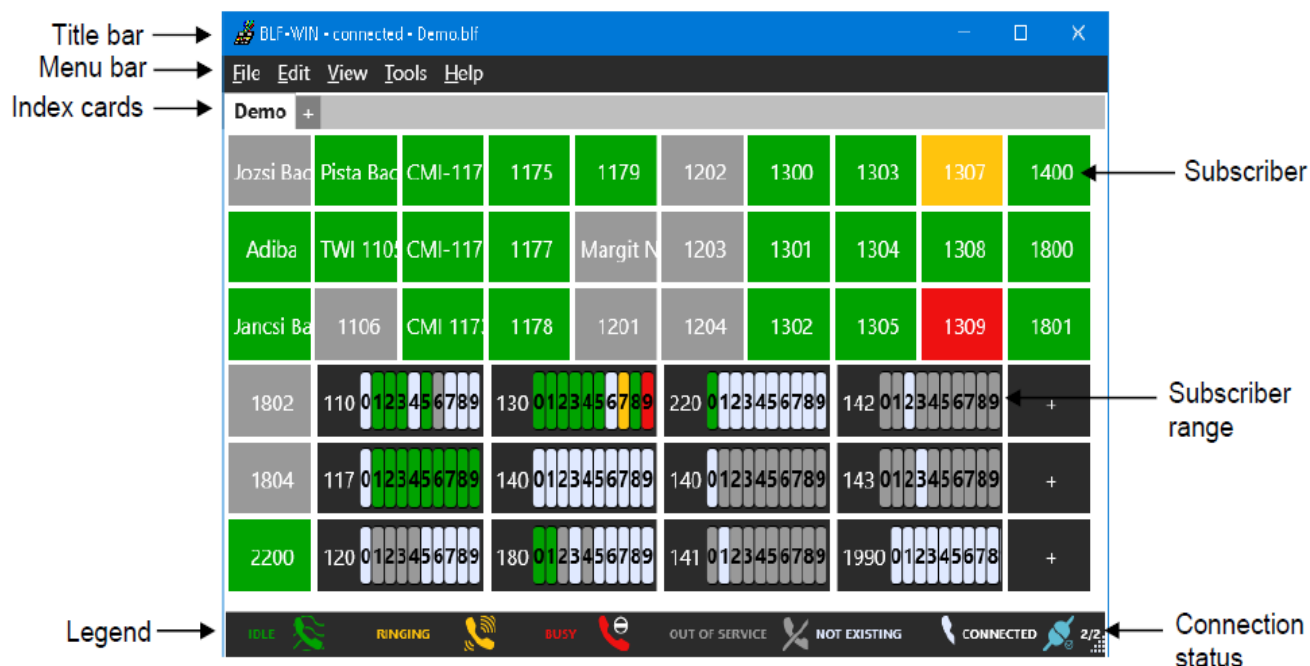 Title bar
BLF-WIN - connected - Demo.blf
Menu bar
File Edit View Tools Help
Index cards
Demo +
Jozsi Bac Pista Bac CMI-117 1175 1179 1202 1300 1303 1307 1400
Subscriber
Adiba TWI 1105 CMI-117 1177 Margit N 1203 1301 1304 1308 1800
Jancsi Ba 1106 CMI 1173 1178 1201 1204 1302 1305 1309 1801
1802 110 0123456789 130 0123456789 220 0123456789 142 0123456789 +
Subscriber
range
1804 117 0123456789 140 0123456789 140 0123456789 143 0123456789 +
2200 120 0123456789 180 0123456789 141 0123456789 1990 012345678 +
Legend
IDLE RINGING BUSY OUT OF SERVICE NOT EXISTING CONNECTED 2/2
Connection
status